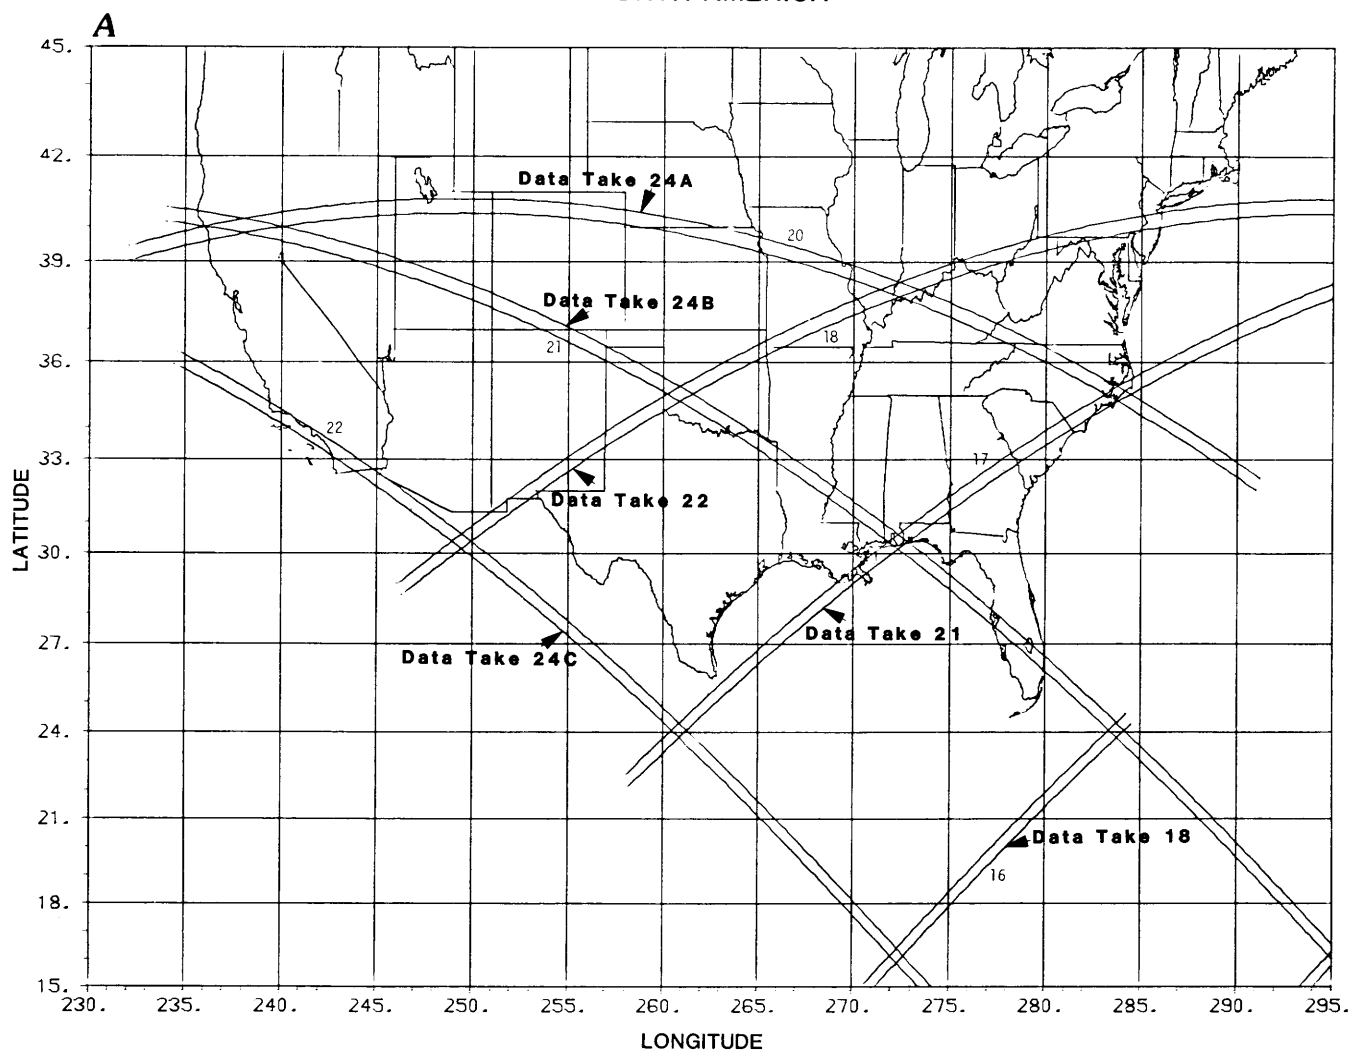 A
45.
42.
39.
36.
33.
30.
27.
24.
21.
18.
15.
LATITUDE
Data Take 24A
20
Data Take 24B
21
18
22
17
Data Take 22
Data Take 21
Data Take 24C
Data Take 18
16
230. 235. 240. 245. 250. 255. 260. 265. 270. 275. 280. 285. 290. 295.
LONGITUDE